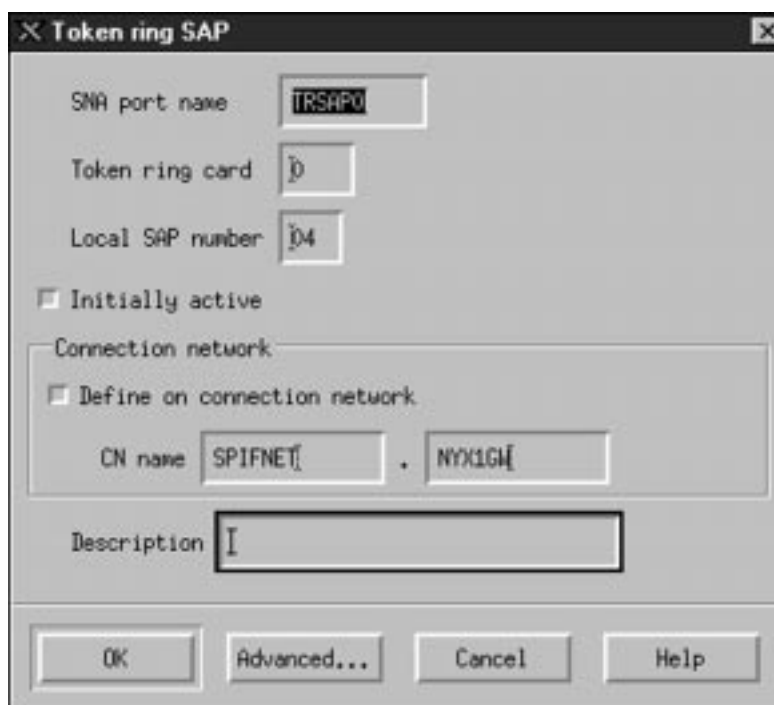 Token ring SAP
SNA port name TRSAP0
Token ring card 0
Local SAP number 04
Initially active
Connection network
Define on connection network
CN name SPIFNET . NYX1GW
Description
OK Advanced... Cancel Help